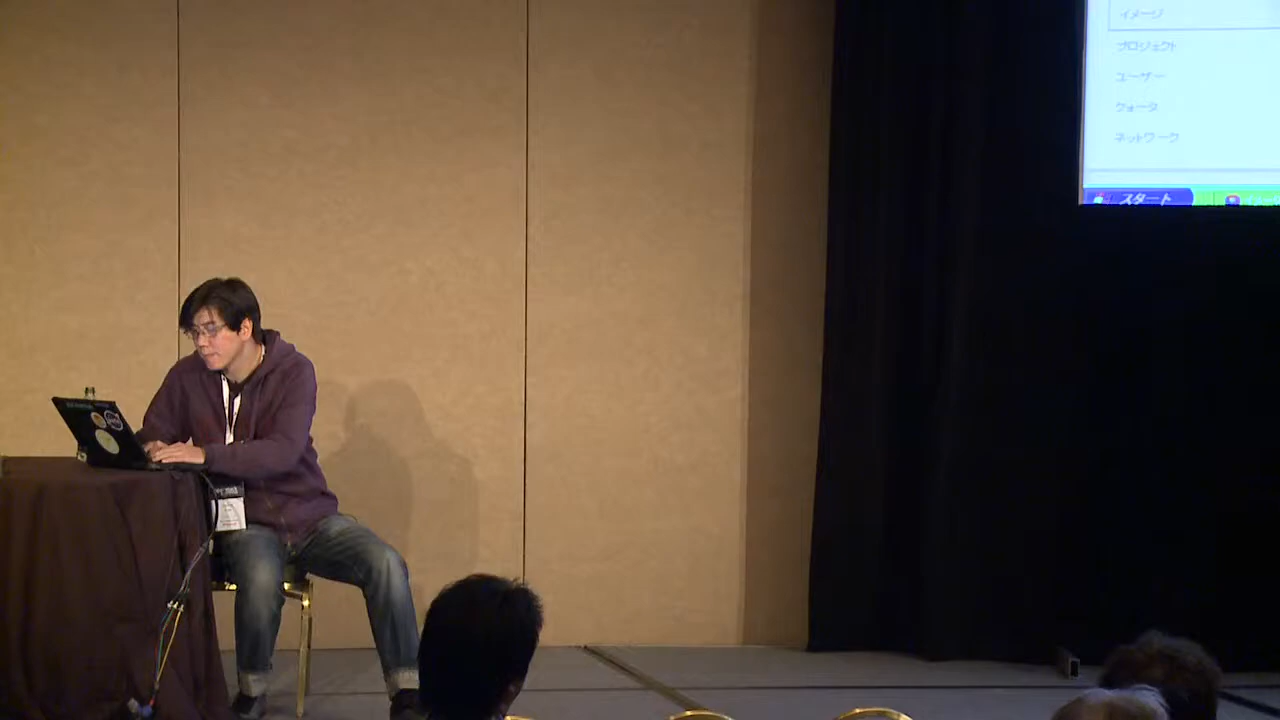 イメージ
プロジェクト
ユーザー
クォータ
ネットワーク
スタート